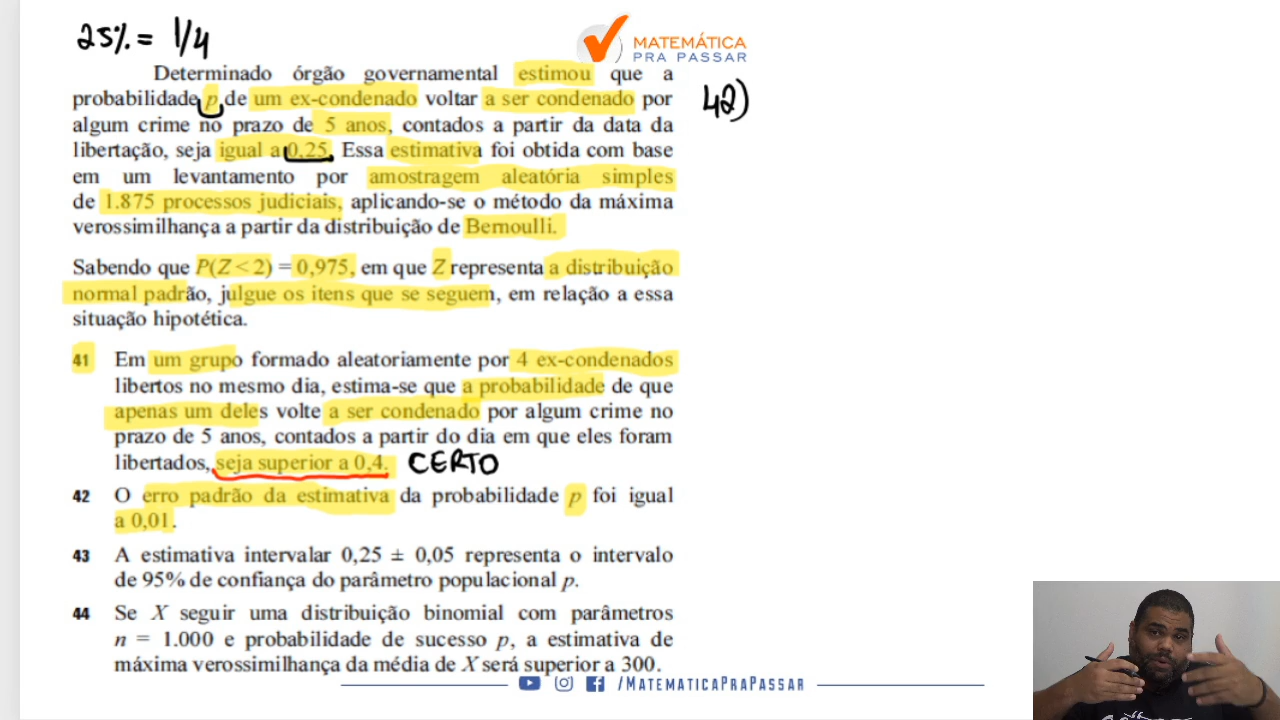 25% = 1/4
MATEMÁTICA
PRA PASSAR
Determinado órgão governamental estimou que a
probabilidade p de um ex-condenado voltar a ser condenado por
algum crime no prazo de 5 anos, contados a partir da data da
libertação, seja igual a 0,25. Essa estimativa foi obtida com base
em um levantamento por amostragem aleatória simples
de 1.875 processos judiciais, aplicando-se o método da máxima
verossimilhança a partir da distribuição de Bernoulli.
42)
Sabendo que P(Z < 2) = 0,975, em que Z representa a distribuição
normal padrão, julgue os itens que se seguem, em relação a essa
situação hipotética.
41 Em um grupo formado aleatoriamente por 4 ex-condenados
libertos no mesmo dia, estima-se que a probabilidade de que
apenas um deles volte a ser condenado por algum crime no
prazo de 5 anos, contados a partir do dia em que eles foram
libertados, seja superior a 0,4. CERTO
42 O erro padrão da estimativa da probabilidade p foi igual
a 0,01.
43 A estimativa intervalar 0,25 ± 0,05 representa o intervalo
de 95% de confiança do parâmetro populacional p.
44 Se X seguir uma distribuição binomial com parâmetros
n = 1.000 e probabilidade de sucesso p, a estimativa de
máxima verossimilhança da média de X será superior a 300.
/MATEMATICAPRAPASSAR